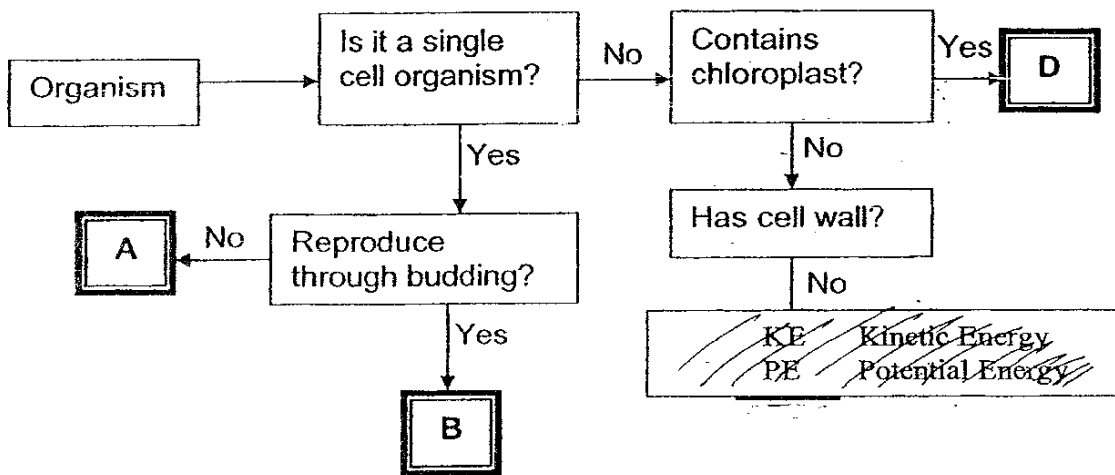 Organism
Is it a single
cell organism?
No
Contains
chloroplast?
Yes
D
Yes
No
A
No
Reproduce
through budding?
Has cell wall?
Yes
No
B
KE Kinetic Energy
PE Potential Energy